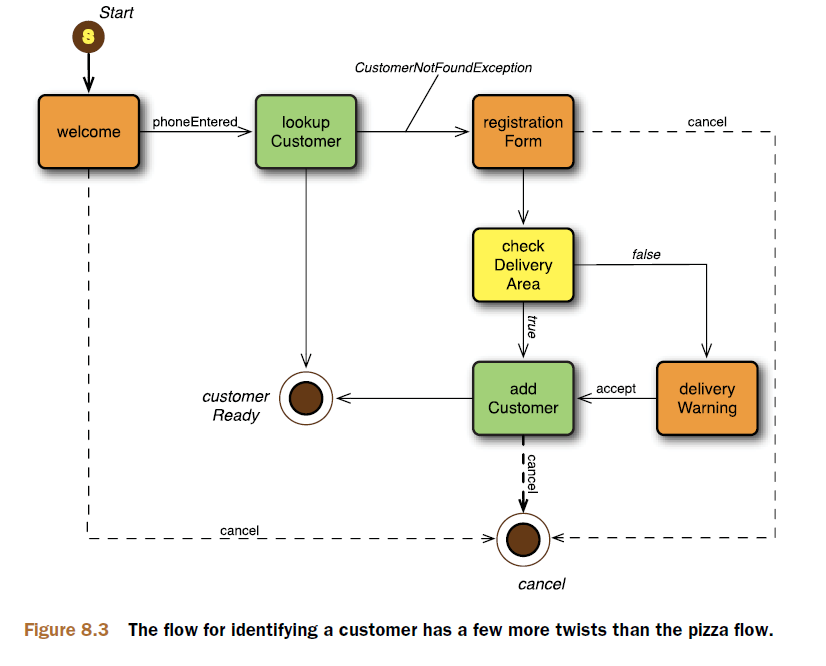 Start
S
CustomerNotFoundException
welcome
phoneEntered
lookup
Customer
registration
Form
cancel
check
Delivery
Area
false
true
customer
Ready
add
Customer
accept
delivery
Warning
cancel
cancel
cancel
Figure 8.3 The flow for identifying a customer has a few more twists than the pizza flow.